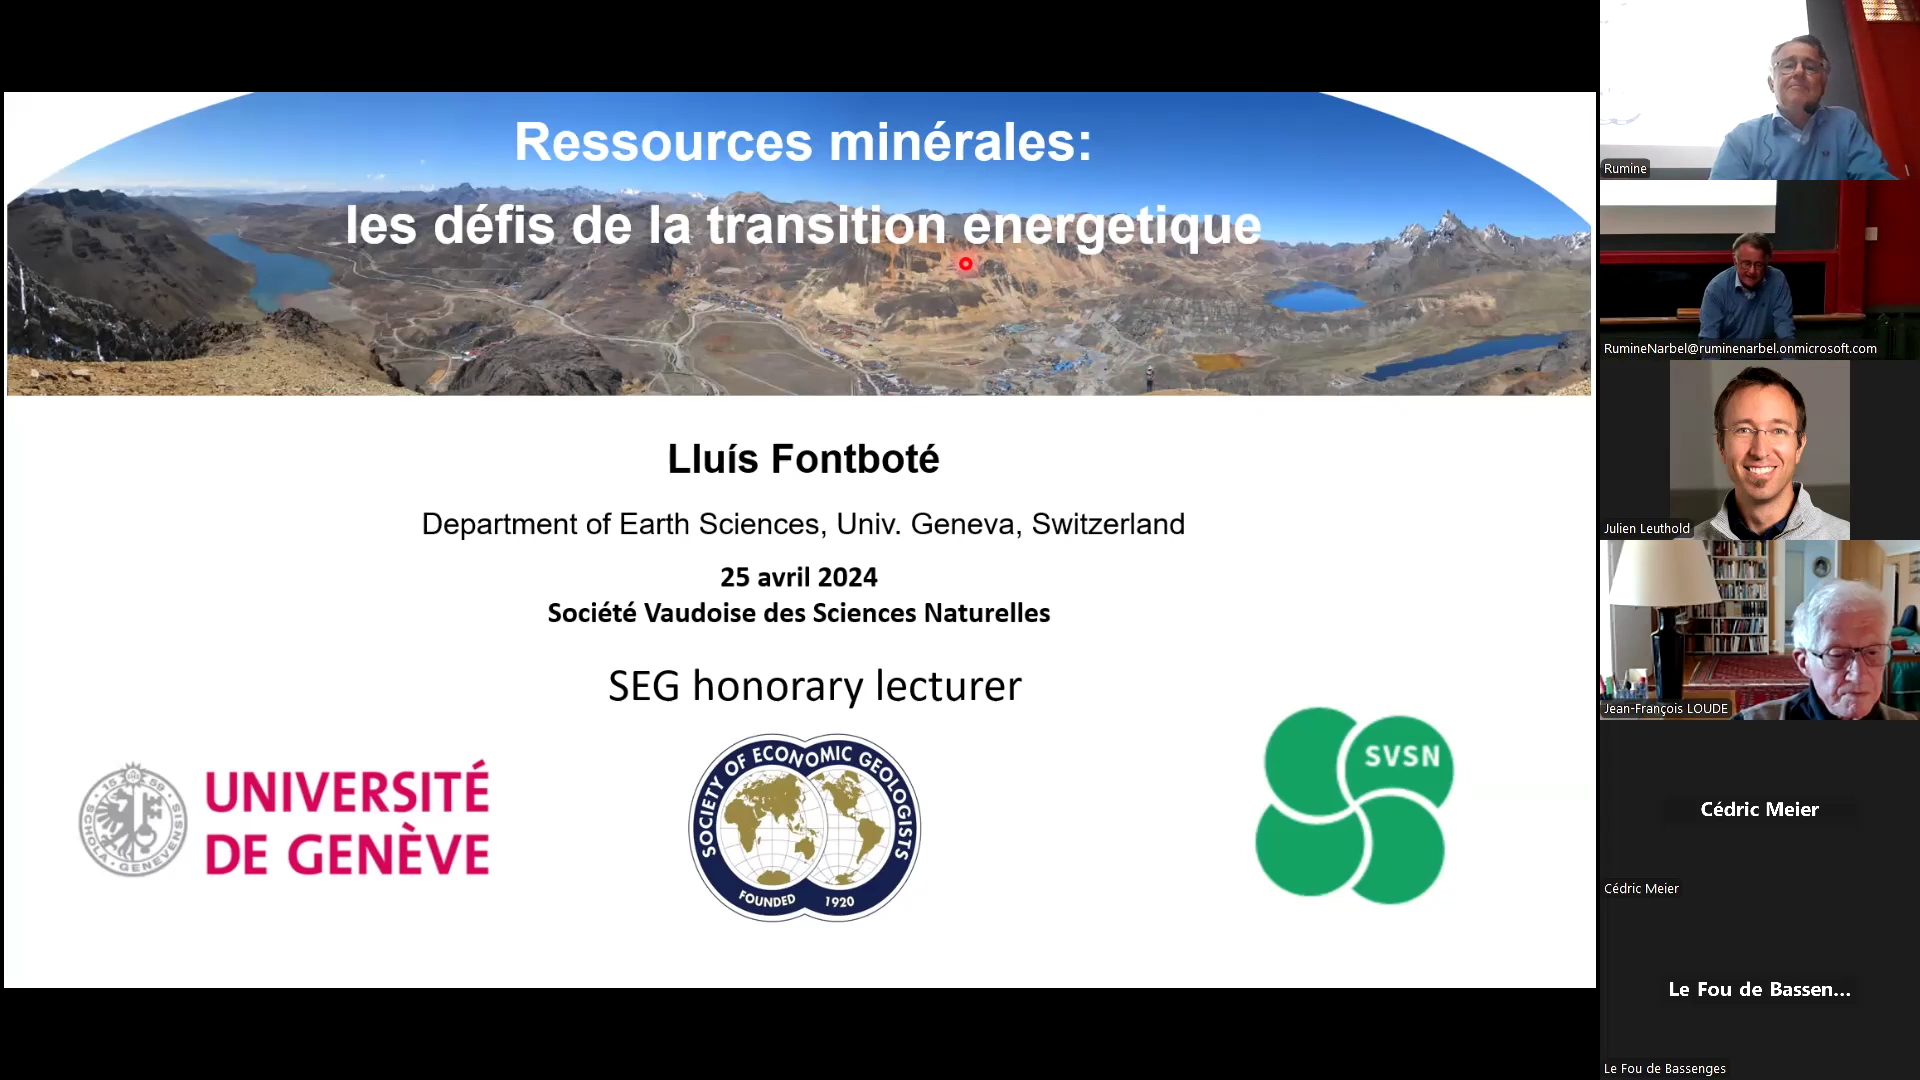 Ressources minérales:
les défis de la transition energetique
Lluís Fontboté
Department of Earth Sciences, Univ. Geneva, Switzerland
25 avril 2024
Société Vaudoise des Sciences Naturelles
SEG honorary lecturer
SCHOLA GENEVENSIS
1559
UNIVERSITÉ
DE GENÈVE
SOCIETY OF ECONOMIC GEOLOGISTS
FOUNDED 1920
SVSN
Rumine
RumineNarbel@ruminenarbel.onmicrosoft.com
Julien Leuthold
Jean-François LOUDE
Cédric Meier
Cédric Meier
Le Fou de Bassen...
Le Fou de Bassenges